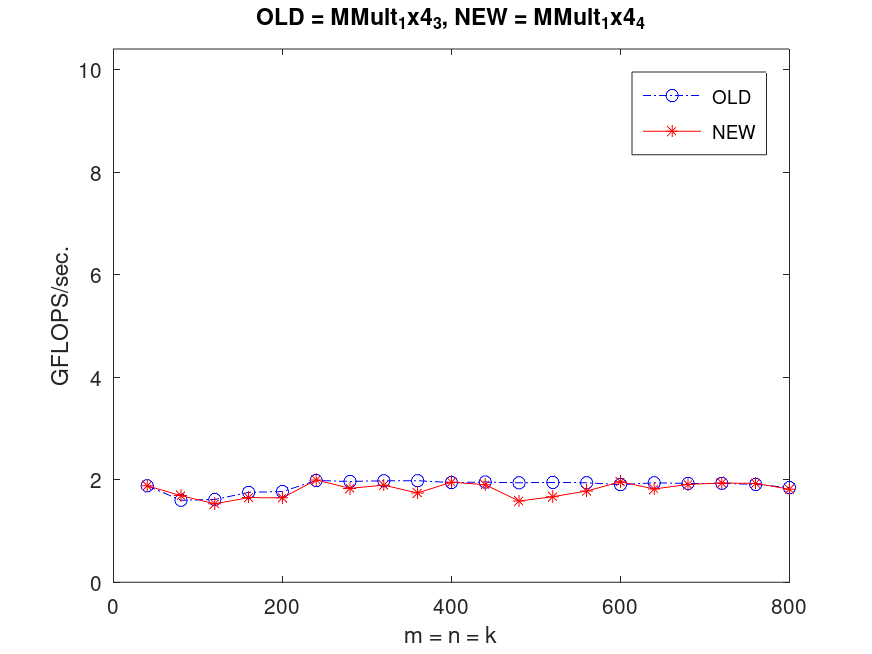 OLD = MMult₁x4₃, NEW = MMult₁x4₄
OLD
NEW
10
8
6
4
2
0
GFLOPS/sec.
0 200 400 600 800
m = n = k